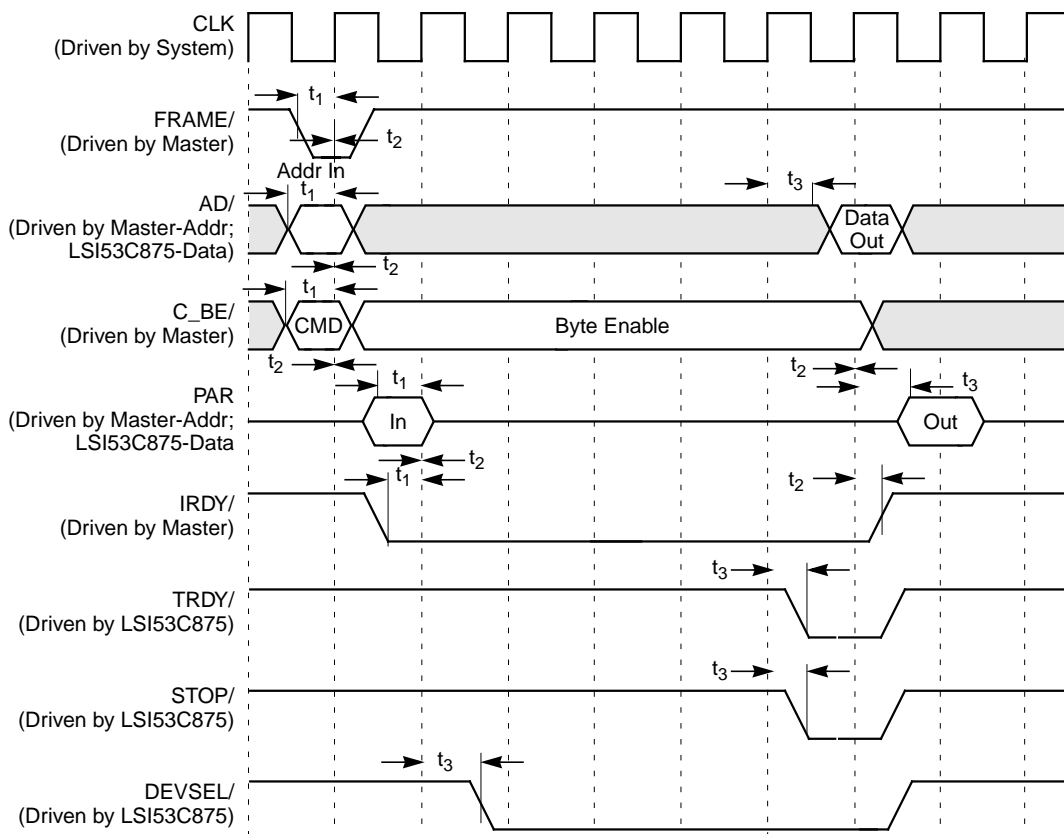 CLK
(Driven by System)
t1
FRAME/
(Driven by Master)
t2
Addr In
t1
t3
AD/
(Driven by Master-Addr;
LSI53C875-Data)
Data
Out
t2
t1
C_BE/
(Driven by Master)
CMD
Byte Enable
t2
t2
t1
t3
PAR
(Driven by Master-Addr;
LSI53C875-Data
In
Out
t2
t1
t2
IRDY/
(Driven by Master)
t3
TRDY/
(Driven by LSI53C875)
t3
STOP/
(Driven by LSI53C875)
t3
DEVSEL/
(Driven by LSI53C875)